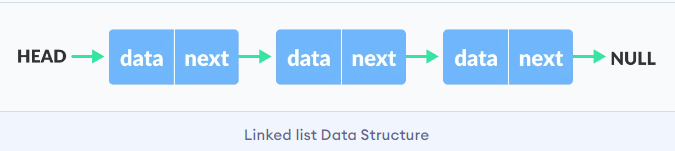 HEAD data next data next data next NULL
Linked list Data Structure